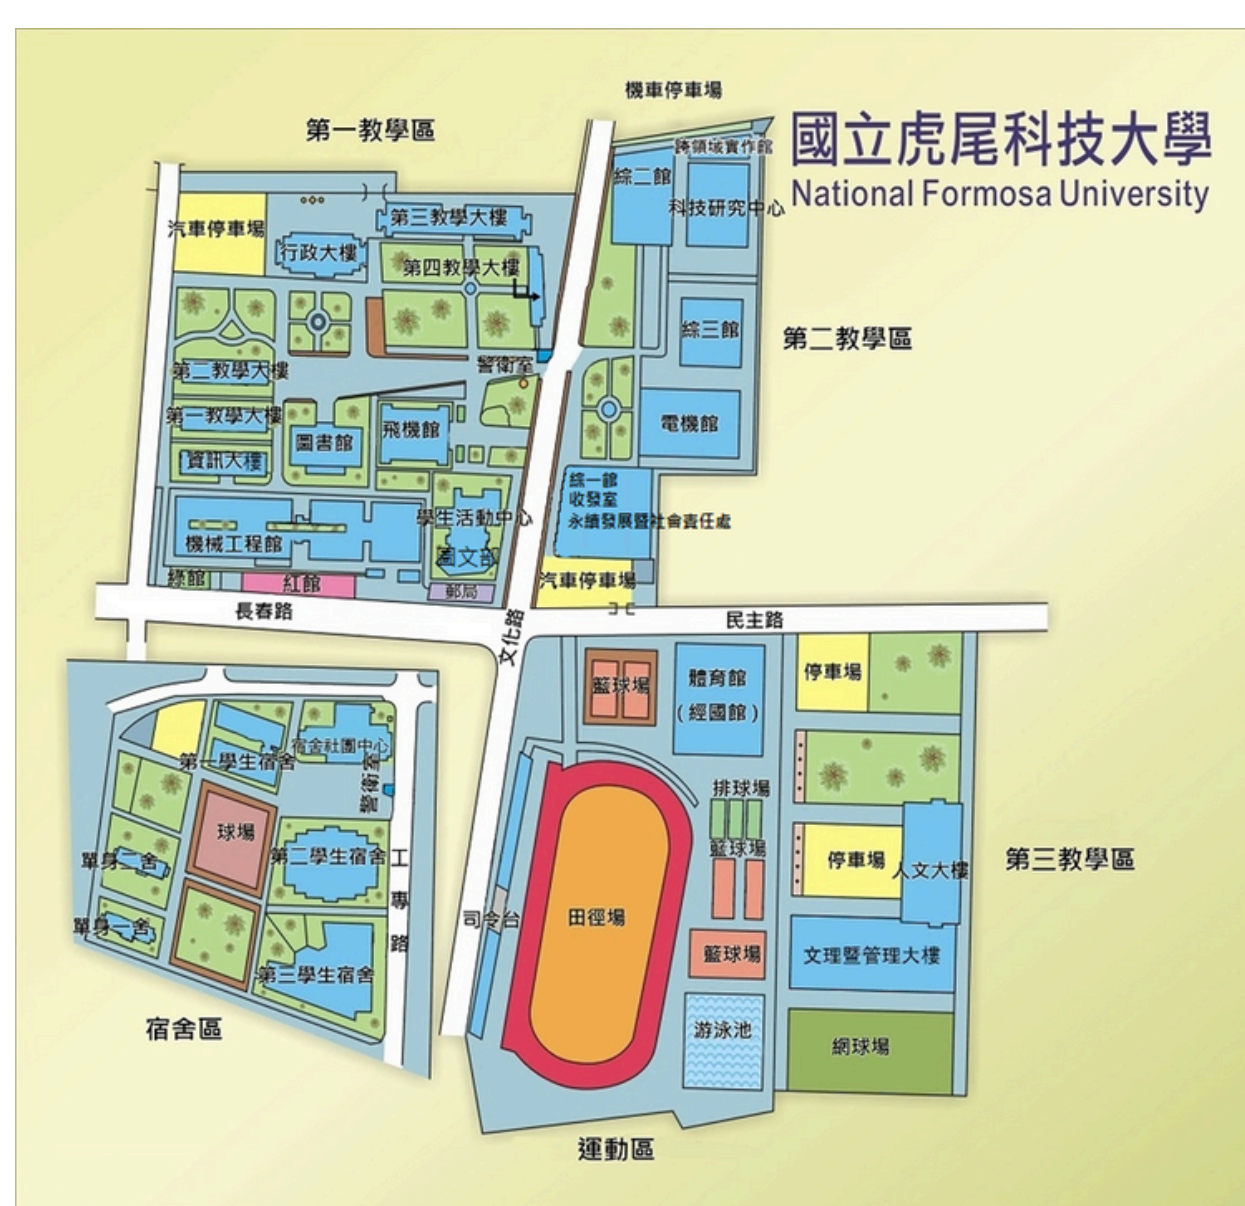 機車停車場
國立虎尾科技大學
National Formosa University
第一教學區
跨領域實作館
綜二館
科技研究中心
汽車停車場
第三教學大樓
行政大樓
第四教學大樓
綜三館
第二教學區
警衛室
第二教學大樓
第一教學大樓
圖書館
飛機館
電機館
資訊大樓
綜一館
收發室
永續發展暨社會責任處
學生活動中心
機械工程館
圖文部
綠館
紅館
郵局
汽車停車場
長春路
文化路
民主路
籃球場
體育館
(經國館)
停車場
第一學生宿舍
宿舍社團中心
警衛室
排球場
球場
籃球場
單身二舍
第二學生宿舍
工專路
停車場
人文大樓
第三教學區
單身一舍
司令台
田徑場
籃球場
文理暨管理大樓
第三學生宿舍
宿舍區
游泳池
網球場
運動區